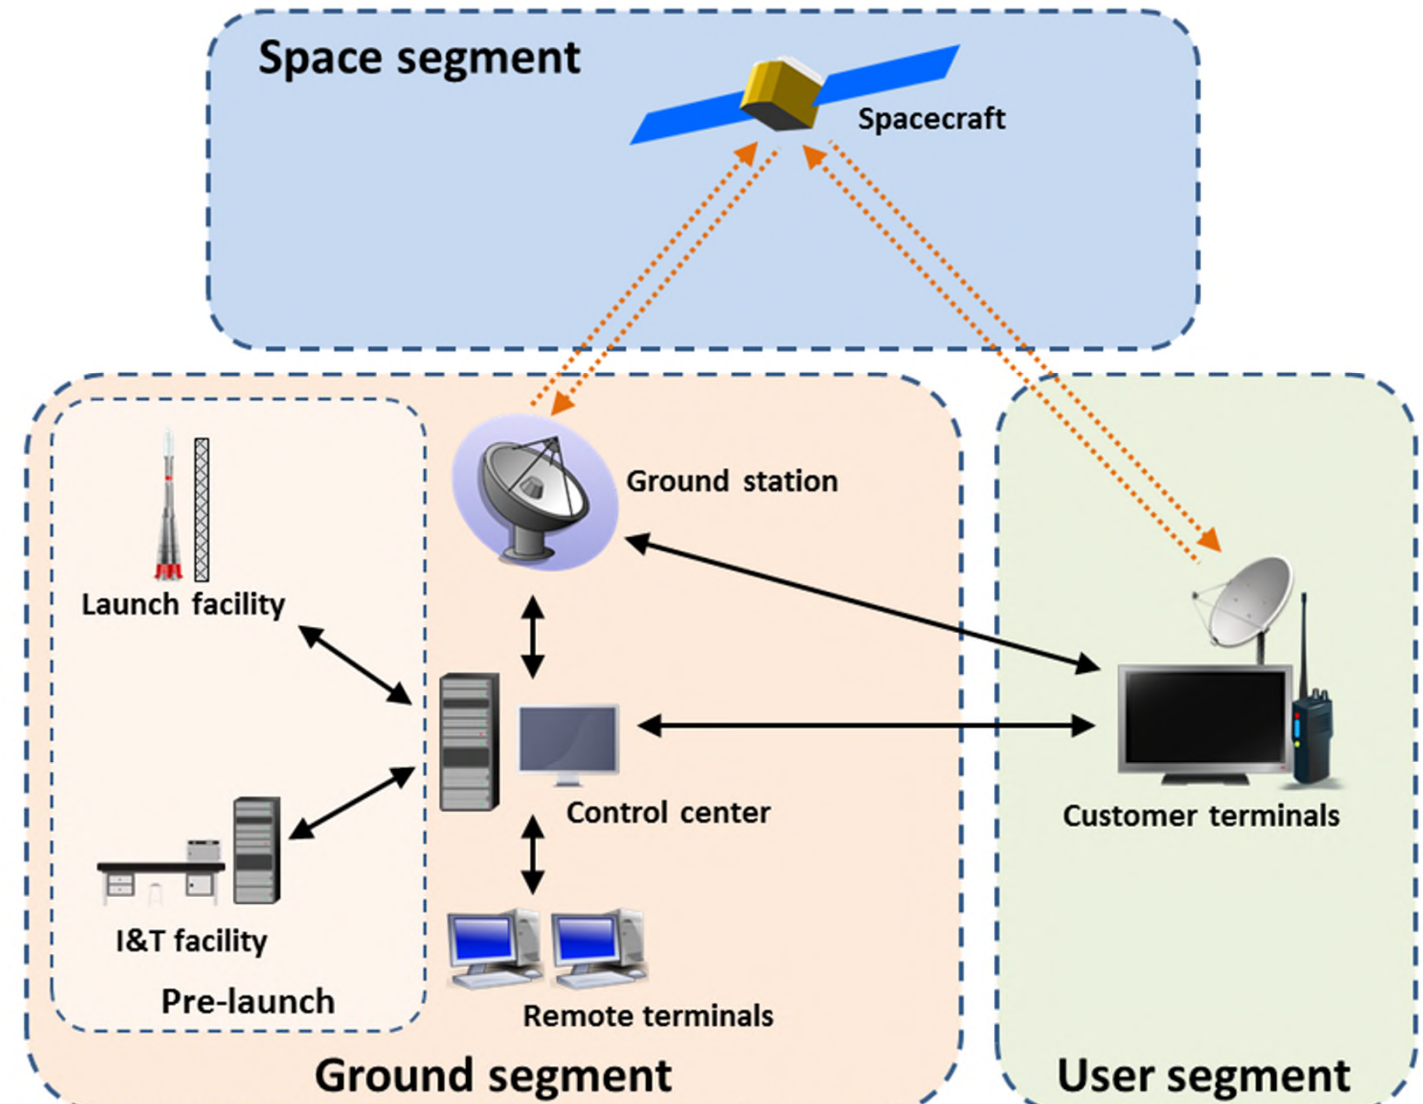 Space segment
Spacecraft
Ground station
Launch facility
Control center
Customer terminals
I&T facility
Pre-launch
Remote terminals
Ground segment
User segment